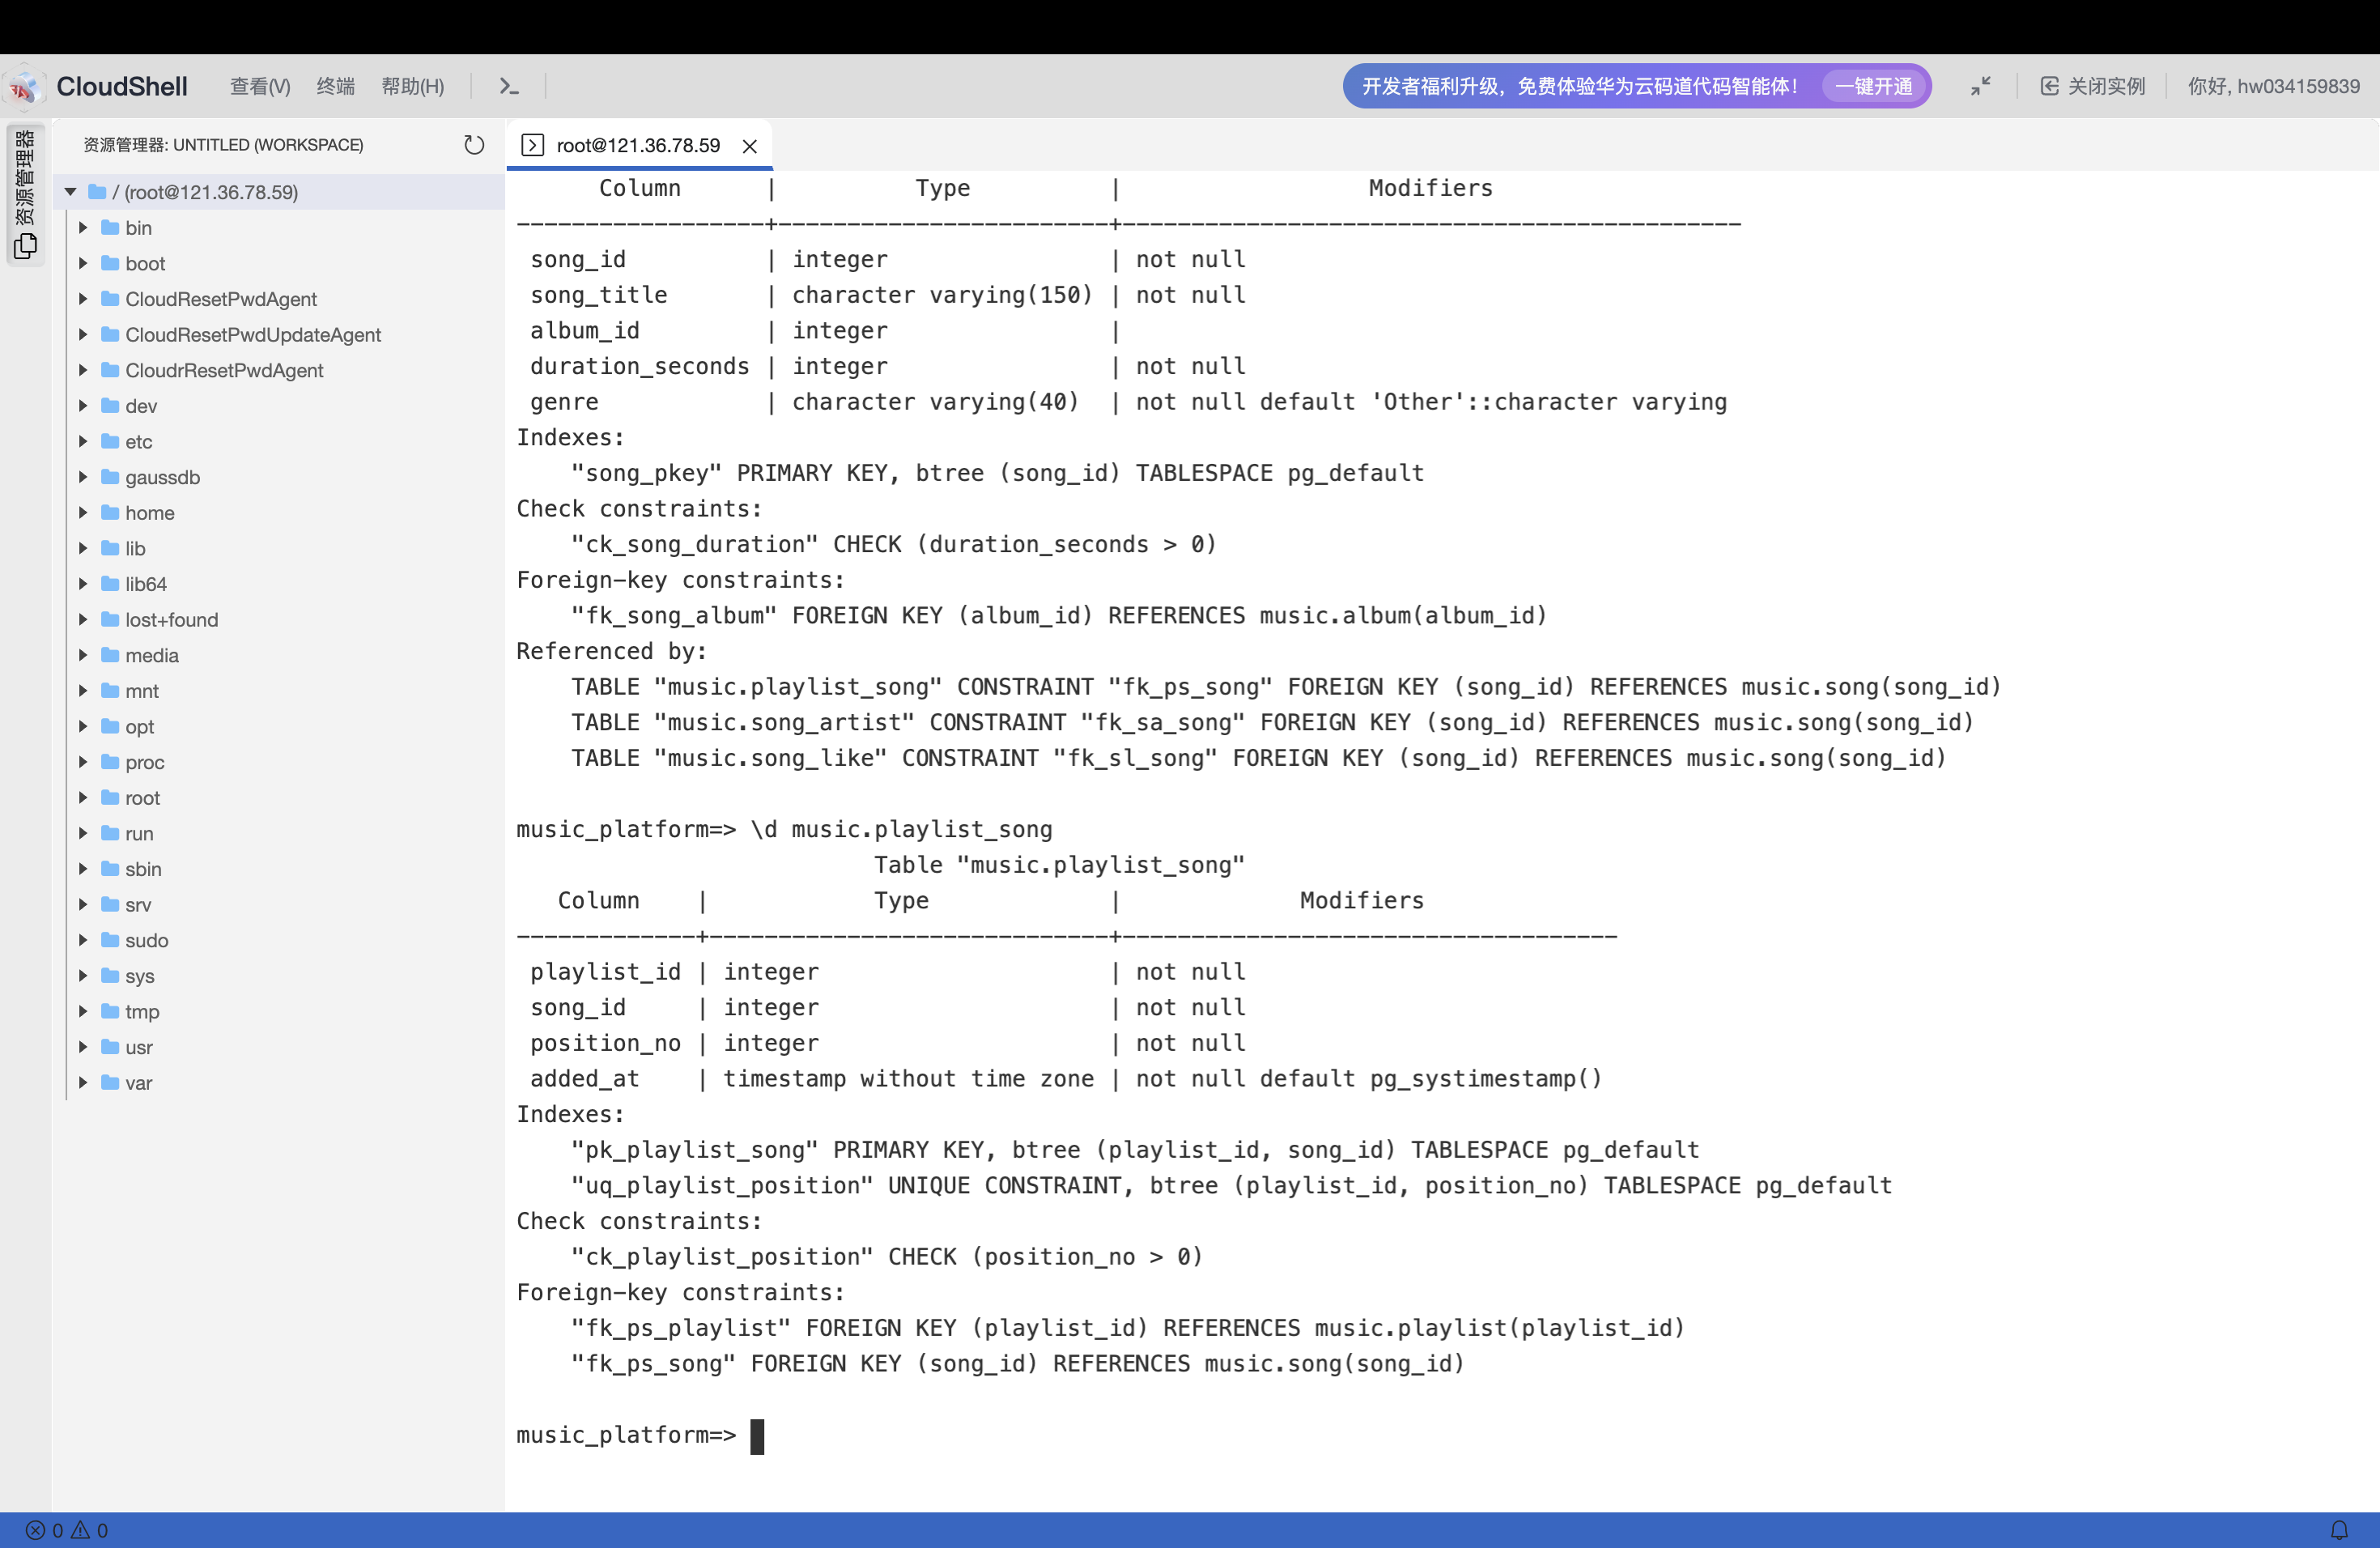 CloudShell 查看(V) 终端 帮助(H) 开发者福利升级，免费体验华为云码道代码智能体！ 一键开通 关闭实例 你好, hw034159839
资源管理器
资源管理器: UNTITLED (WORKSPACE)
/ (root@121.36.78.59)
bin
boot
CloudResetPwdAgent
CloudResetPwdUpdateAgent
CloudrResetPwdAgent
dev
etc
gaussdb
home
lib
lib64
lost+found
media
mnt
opt
proc
root
run
sbin
srv
sudo
sys
tmp
usr
var
root@121.36.78.59
      Column      |          Type          |                  Modifiers
------------------+------------------------+---------------------------------------------
 song_id          | integer                | not null
 song_title       | character varying(150) | not null
 album_id         | integer                |
 duration_seconds | integer                | not null
 genre            | character varying(40)  | not null default 'Other'::character varying
Indexes:
    "song_pkey" PRIMARY KEY, btree (song_id) TABLESPACE pg_default
Check constraints:
    "ck_song_duration" CHECK (duration_seconds > 0)
Foreign-key constraints:
    "fk_song_album" FOREIGN KEY (album_id) REFERENCES music.album(album_id)
Referenced by:
    TABLE "music.playlist_song" CONSTRAINT "fk_ps_song" FOREIGN KEY (song_id) REFERENCES music.song(song_id)
    TABLE "music.song_artist" CONSTRAINT "fk_sa_song" FOREIGN KEY (song_id) REFERENCES music.song(song_id)
    TABLE "music.song_like" CONSTRAINT "fk_sl_song" FOREIGN KEY (song_id) REFERENCES music.song(song_id)
music_platform=> \d music.playlist_song
                          Table "music.playlist_song"
   Column    |            Type             |             Modifiers
-------------+-----------------------------+------------------------------------
 playlist_id | integer                     | not null
 song_id     | integer                     | not null
 position_no | integer                     | not null
 added_at    | timestamp without time zone | not null default pg_systimestamp()
Indexes:
    "pk_playlist_song" PRIMARY KEY, btree (playlist_id, song_id) TABLESPACE pg_default
    "uq_playlist_position" UNIQUE CONSTRAINT, btree (playlist_id, position_no) TABLESPACE pg_default
Check constraints:
    "ck_playlist_position" CHECK (position_no > 0)
Foreign-key constraints:
    "fk_ps_playlist" FOREIGN KEY (playlist_id) REFERENCES music.playlist(playlist_id)
    "fk_ps_song" FOREIGN KEY (song_id) REFERENCES music.song(song_id)
music_platform=>
0 0